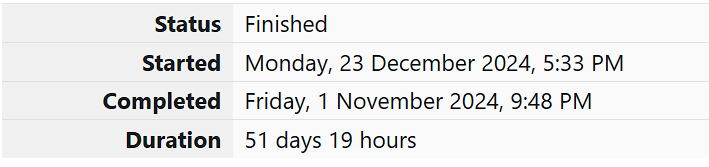 Status Finished
Started Monday, 23 December 2024, 5:33 PM
Completed Friday, 1 November 2024, 9:48 PM
Duration 51 days 19 hours